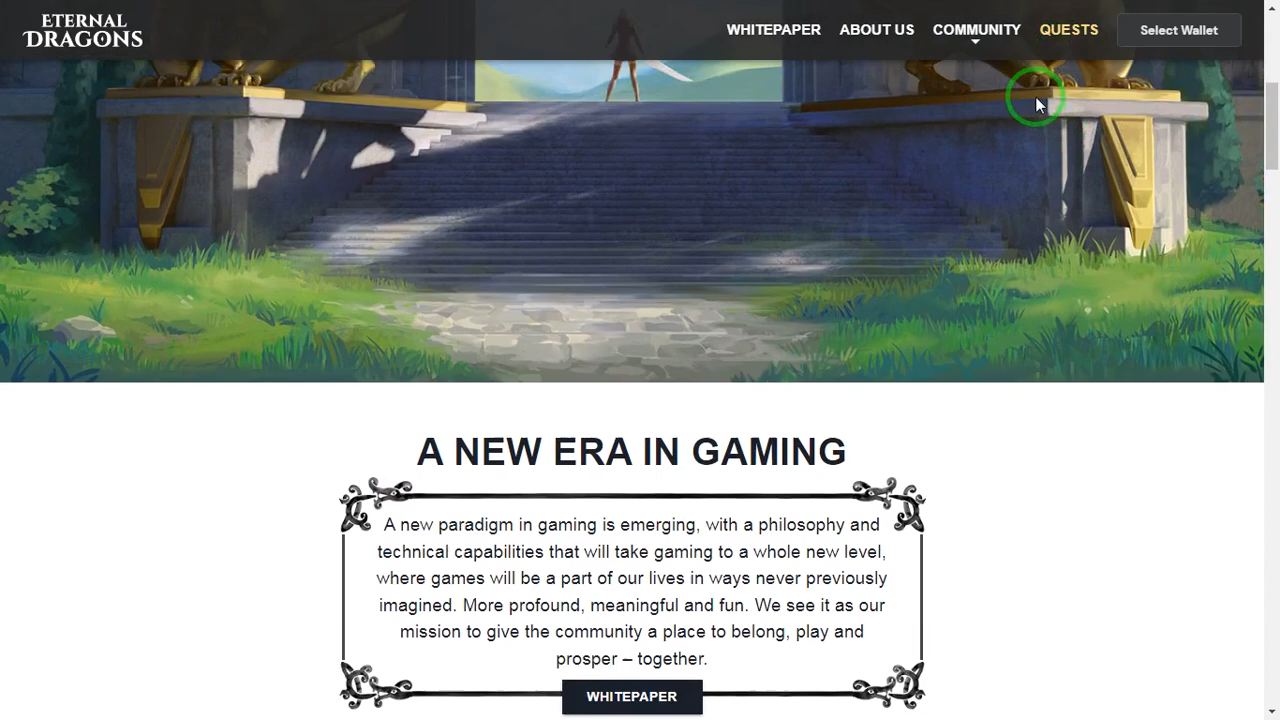 ETERNAL
DRAGONS
WHITEPAPER ABOUT US COMMUNITY QUESTS Select Wallet
A NEW ERA IN GAMING
A new paradigm in gaming is emerging, with a philosophy and
technical capabilities that will take gaming to a whole new level,
where games will be a part of our lives in ways never previously
imagined. More profound, meaningful and fun. We see it as our
mission to give the community a place to belong, play and
prosper – together.
WHITEPAPER